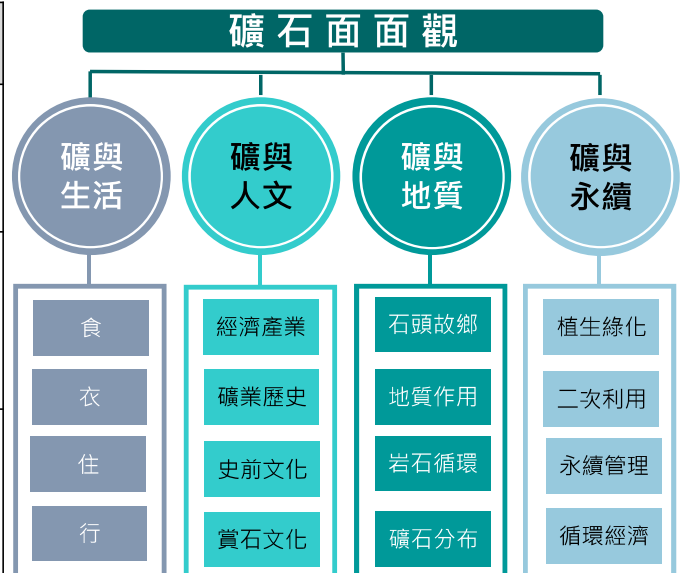 礦石面面觀
礦與
生活
食
衣
住
行
礦與
人文
經濟產業
礦業歷史
史前文化
賞石文化
礦與
地質
石頭故鄉
地質作用
岩石循環
礦石分布
礦與
永續
植生綠化
二次利用
永續管理
循環經濟